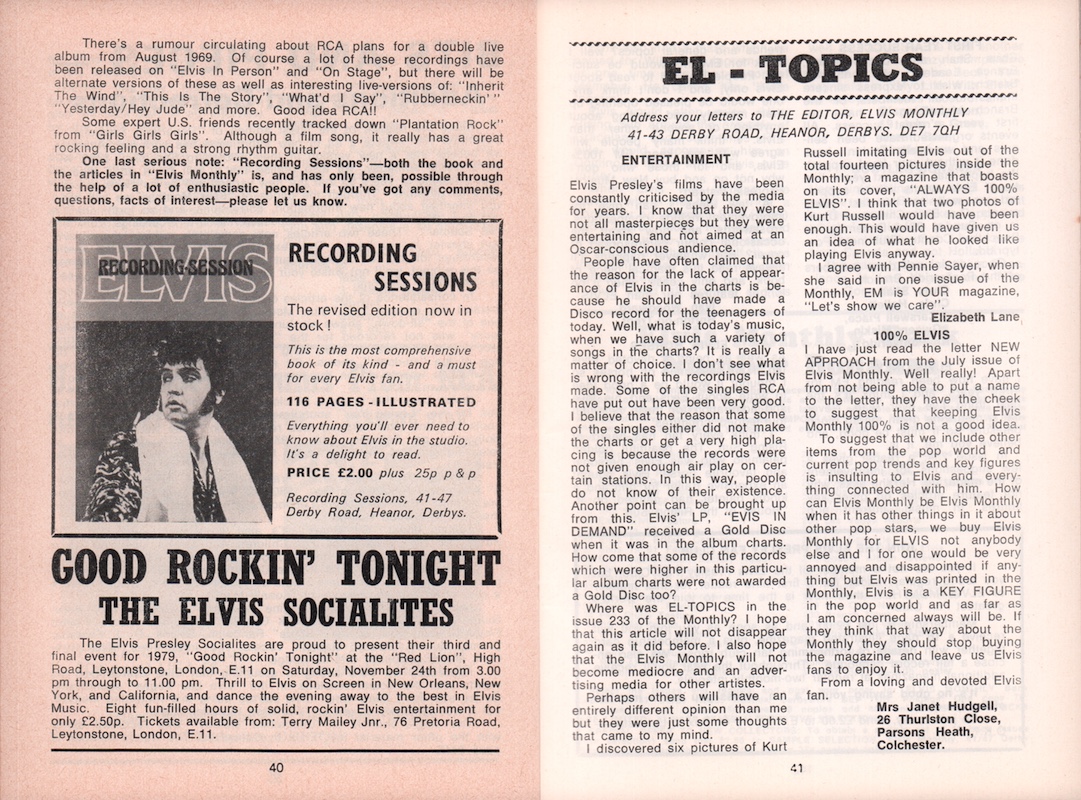 There's a rumour circulating about RCA plans for a double live
album from August 1969. Of course a lot of these recordings have
been released on "Elvis In Person" and "On Stage", but there will be
alternate versions of these as well as interesting live-versions of: "Inherit
The Wind", "This Is The Story", "What'd I Say", "Rubberneckin' "
"Yesterday/Hey Jude" and more. Good idea RCA!!
Some expert U.S. friends recently tracked down "Plantation Rock"
from "Girls Girls Girls". Although a film song, it really has a great
rocking feeling and a strong rhythm guitar.
One last serious note: "Recording Sessions"—both the book and
the articles in "Elvis Monthly" is, and has only been, possible through
the help of a lot of enthusiastic people. If you've got any comments,
questions, facts of interest—please let us know.
ELVIS
RECORDING SESSION
RECORDING
SESSIONS
The revised edition now in
stock !
This is the most comprehensive
book of its kind - and a must
for every Elvis fan.
116 PAGES - ILLUSTRATED
Everything you'll ever need to
know about Elvis in the studio.
It's a delight to read.
PRICE £2.00 plus 25p p & p
Recording Sessions, 41-47
Derby Road, Heanor, Derbys.
GOOD ROCKIN' TONIGHT
THE ELVIS SOCIALITES
The Elvis Presley Socialites are proud to present their third and
final event for 1979, "Good Rockin' Tonight" at the "Red Lion", High
Road, Leytonstone, London, E.11 on Saturday, November 24th from 3.00
pm through to 11.00 pm. Thrill to Elvis on Screen in New Orleans, New
York, and California, and dance the evening away to the best in Elvis
Music. Eight fun-filled hours of solid, rockin' Elvis entertainment for
only £2.50p. Tickets available from: Terry Mailey Jnr., 76 Pretoria Road,
Leytonstone, London, E.11.
40
EL - TOPICS
Address your letters to THE EDITOR, ELVIS MONTHLY
41-43 DERBY ROAD, HEANOR, DERBYS. DE7 7QH
ENTERTAINMENT
Elvis Presley's films have been
constantly criticised by the media
for years. I know that they were
not all masterpieces but they were
entertaining and not aimed at an
Oscar-conscious andience.
People have often claimed that
the reason for the lack of appear-
ance of Elvis in the charts is be-
cause he should have made a
Disco record for the teenagers of
today. Well, what is today's music,
when we have such a variety of
songs in the charts? It is really a
matter of choice. I don't see what
is wrong with the recordings Elvis
made. Some of the singles RCA
have put out have been very good.
I believe that the reason that some
of the singles either did not make
the charts or get a very high pla-
cing is because the records were
not given enough air play on cer-
tain stations. In this way, people
do not know of their existence.
Another point can be brought up
from this. Elvis' LP, "EVIS IN
DEMAND" received a Gold Disc
when it was in the album charts.
How come that some of the records
which were higher in this particu-
lar album charts were not awarded
a Gold Disc too?
Where was EL-TOPICS in the
issue 233 of the Monthly? I hope
that this article will not disappear
again as it did before. I also hope
that the Elvis Monthly will not
become mediocre and an adver-
tising media for other artistes.
Perhaps others will have an
entirely different opinion than me
but they were just some thoughts
that came to my mind.
I discovered six pictures of Kurt
Russell imitating Elvis out of the
total fourteen pictures inside the
Monthly; a magazine that boasts
on its cover, "ALWAYS 100%
ELVIS". I think that two photos of
Kurt Russell would have been
enough. This would have given us
an idea of what he looked like
playing Elvis anyway.
I agree with Pennie Sayer, when
she said in one issue of the
Monthly, EM is YOUR magazine,
"Let's show we care".
Elizabeth Lane
100% ELVIS
I have just read the letter NEW
APPROACH from the July issue of
Elvis Monthly. Well really! Apart
from not being able to put a name
to the letter, they have the cheek
to suggest that keeping Elvis
Monthly 100% is not a good idea.
To suggest that we include other
items from the pop world and
current pop trends and key figures
is insulting to Elvis and every-
thing connected with him. How
can Elvis Monthly be Elvis Monthly
when it has other things in it about
other pop stars, we buy Elvis
Monthly for ELVIS not anybody
else and I for one would be very
annoyed and disappointed if any-
thing but Elvis was printed in the
Monthly, Elvis is a KEY FIGURE
in the pop world and as far as
I am concerned always will be. If
they think that way about the
Monthly they should stop buying
the magazine and leave us Elvis
fans to enjoy it.
From a loving and devoted Elvis
fan.
Mrs Janet Hudgell,
26 Thurlston Close,
Parsons Heath,
Colchester.
41